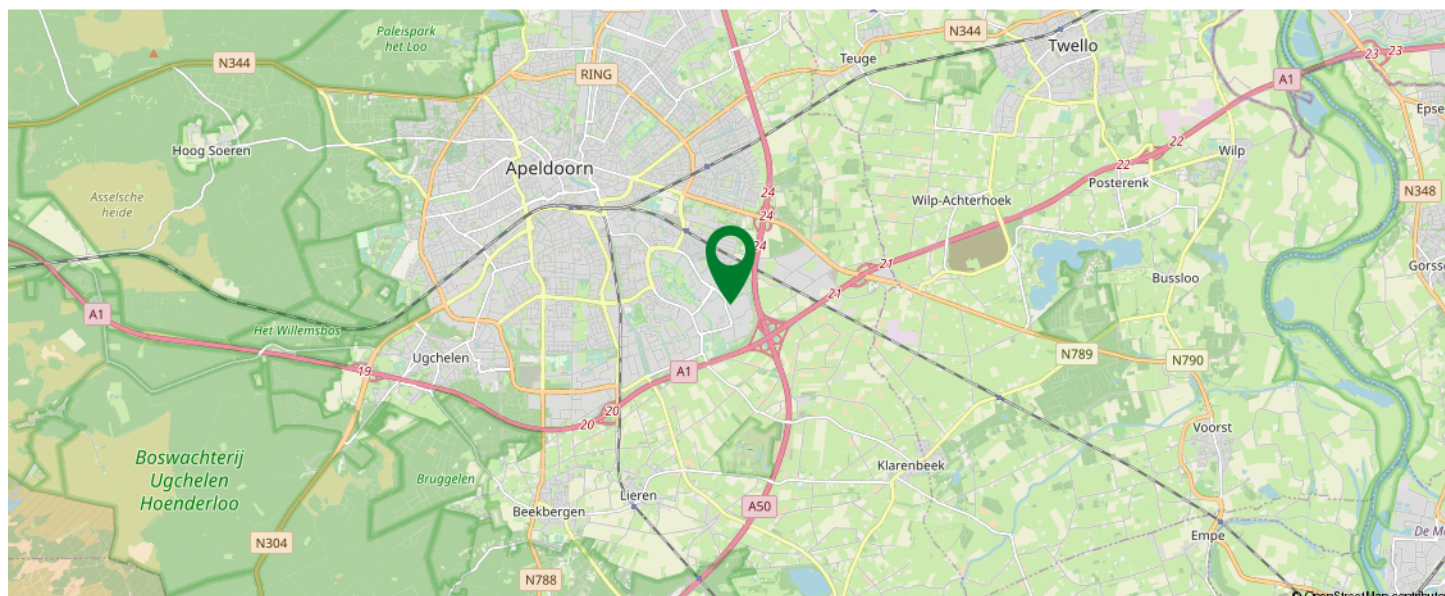 Paleispark
het Loo
N344
Twello
23
23
N344
Teuge
RING
A1
Epse
Hoog Soeren
22
22
Wilp
Apeldoorn
Posterenk
Asselsche
heide
24
Wilp-Achterhoek
N348
24
24
21
Bussloo
21
A1
Het Willemsbos
Ugchelen
N789
N790
19
A1
20
20
Voorst
Boswachterij
Ugchelen
Hoenderloo
Klarenbeek
Bruggelen
Lieren
A50
Beekbergen
Empe
N304
N788